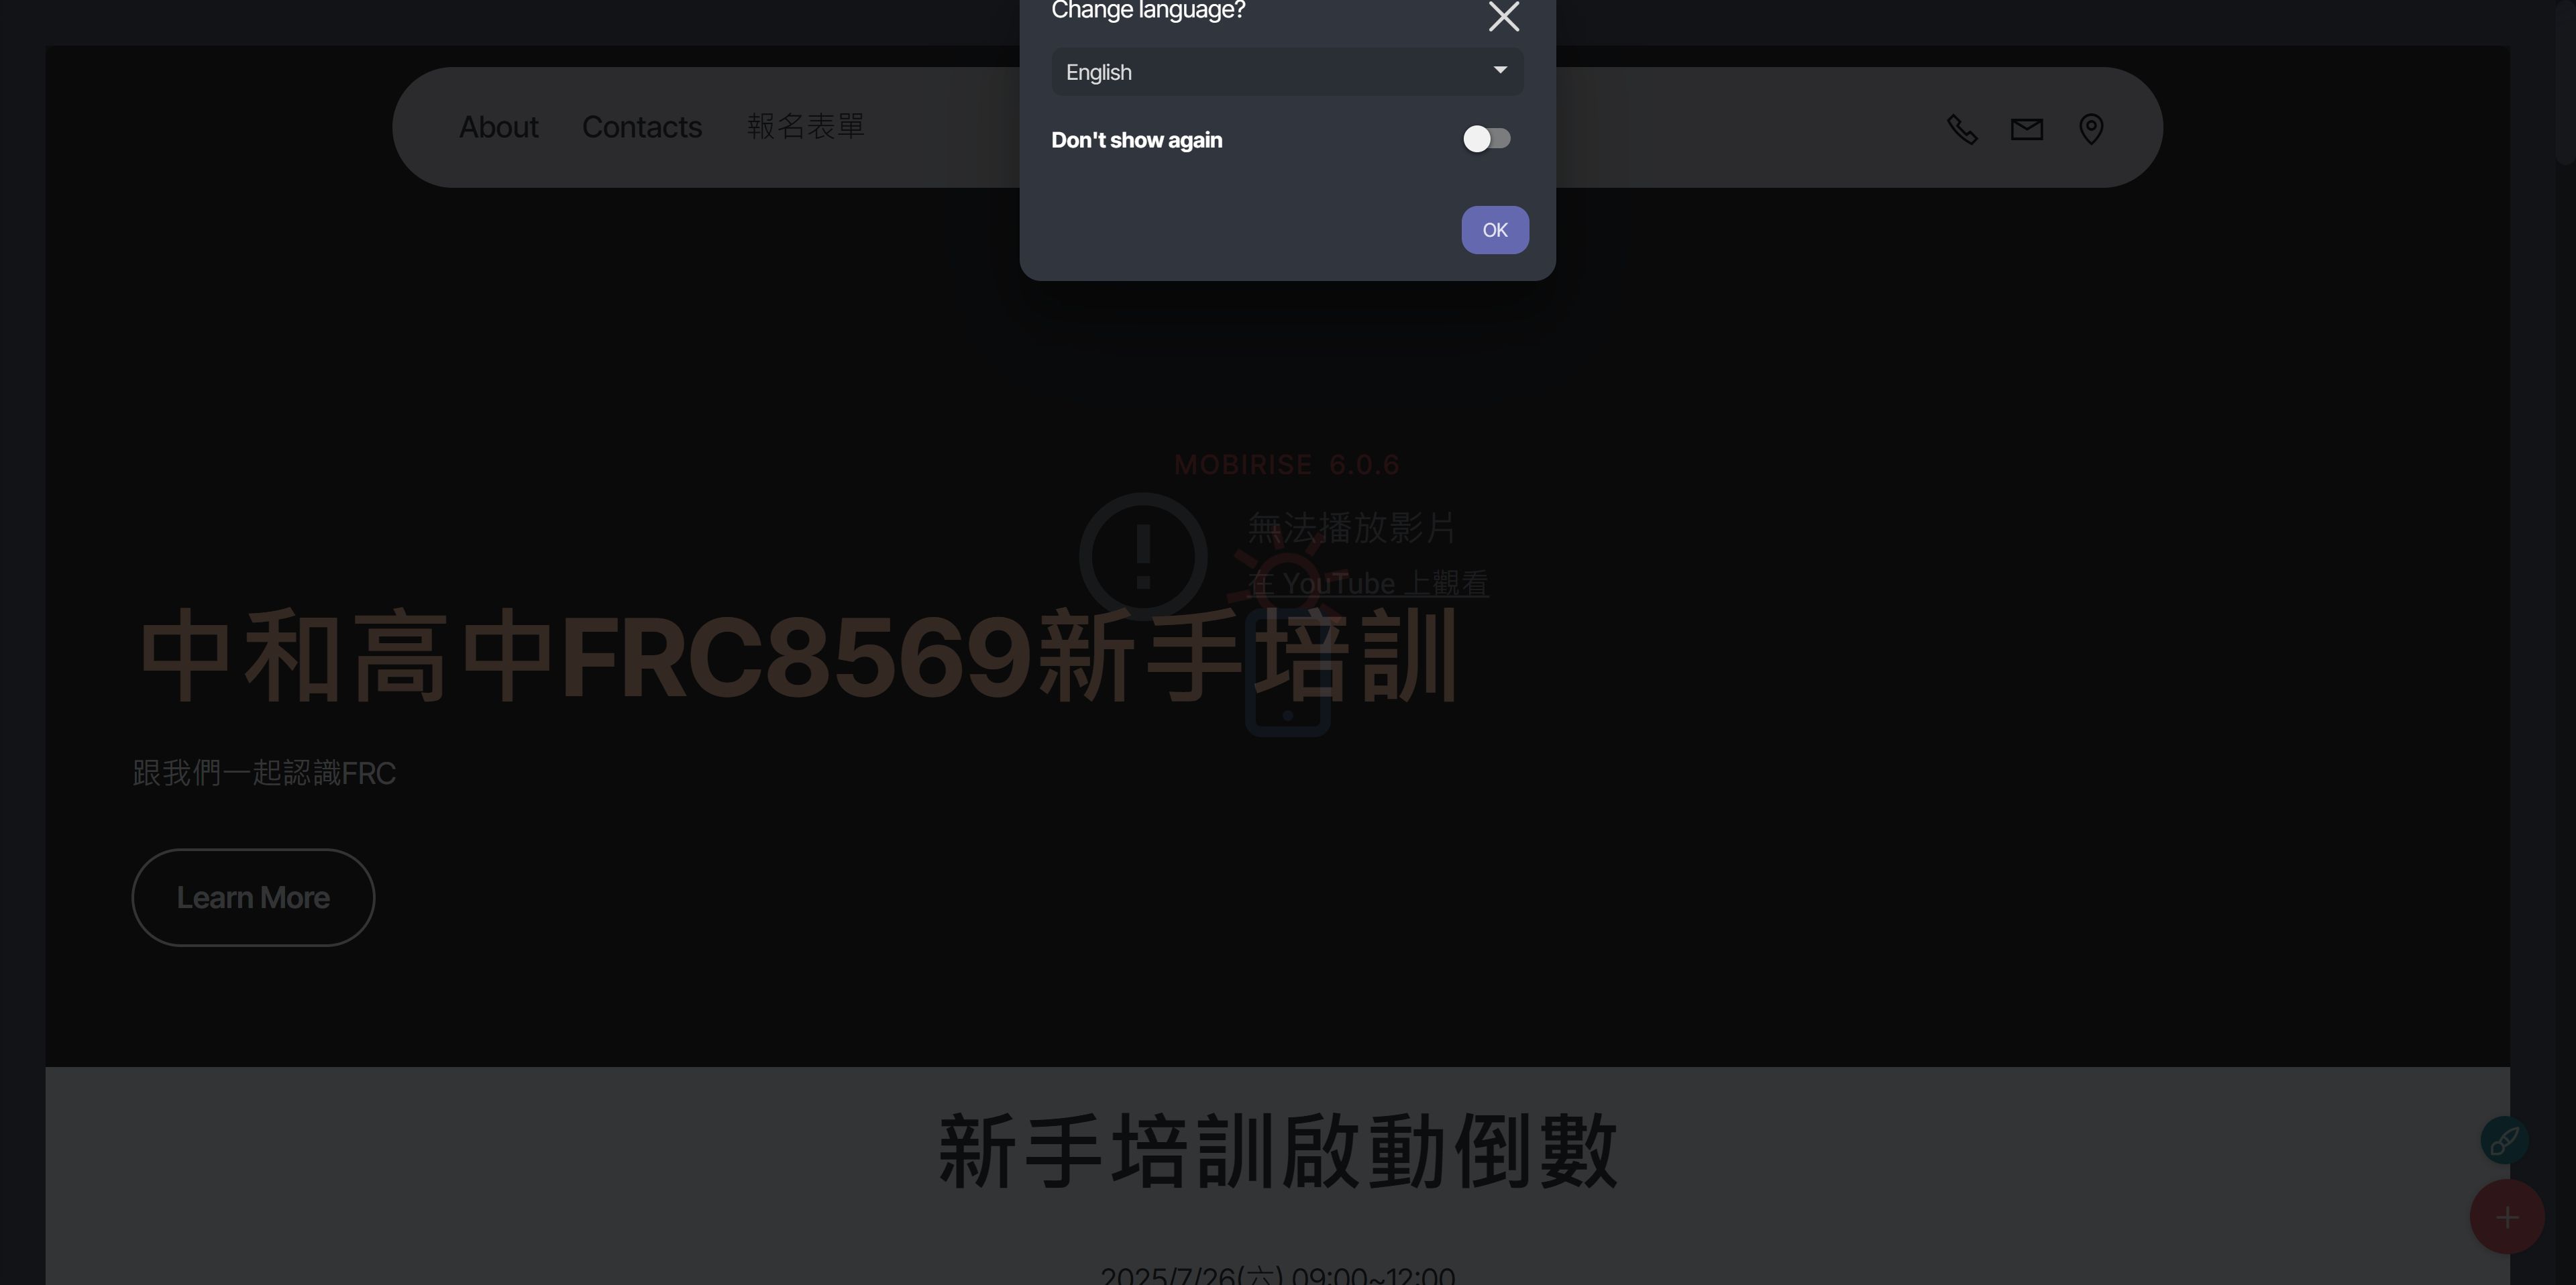 Change language?
English
Don't show again
OK
About Contacts 報名表單
MOBIRISE 6.0.6
無法播放影片
在 YouTube 上觀看
中和高中FRC8569新手培訓
跟我們一起認識FRC
Learn More
新手培訓啟動倒數
2025/7/26(六) 09:00~12:00